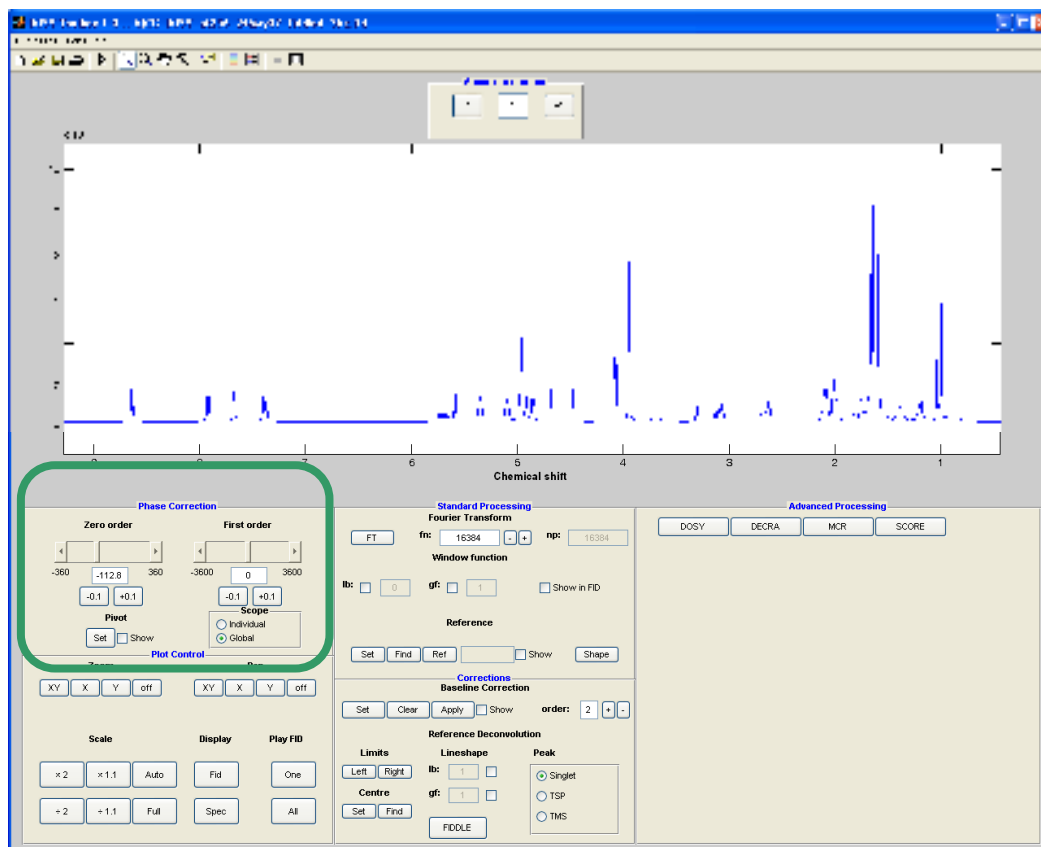 8 7 6 5 4 3 2 1
Chemical shift
Phase Correction
Zero order First order
-360 -112.8 360 -3600 0 3600
-0.1 +0.1 -0.1 +0.1
Pivot Scope
Set Show Individual
Global
Plot Control
Zoom Pan
XY X Y off XY X Y off
Scale Display Play FID
× 2 × 1.1 Auto Fid One
÷ 2 ÷ 1.1 Full Spec All
Standard Processing
Fourier Transform
FT fn: 16384 - + np: 16384
Window function
lb: 0 gf: 1 Show in FID
Reference
Set Find Ref Show Shape
Corrections
Baseline Correction
Set Clear Apply Show order: 2 + -
Reference Deconvolution
Limits Lineshape Peak
Left Right lb: 1 Singlet
Centre gf: 1 TSP
Set Find TMS
FIDDLE
Advanced Processing
DOSY DECRA MCR SCORE